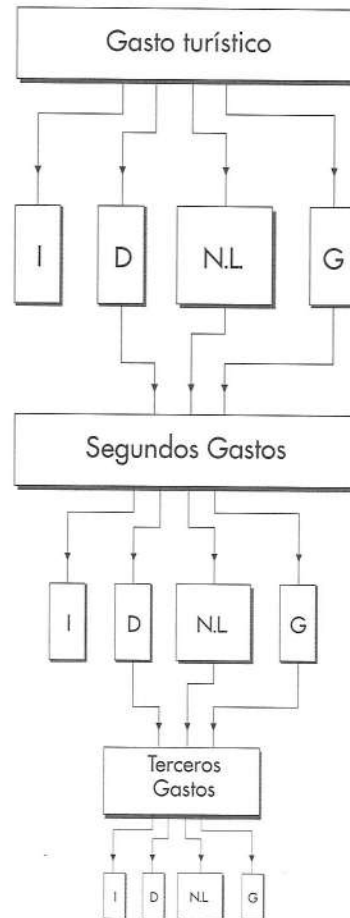 Gasto turístico
I D N.L. G
Segundos Gastos
I D N.L G
Terceros
Gastos
I D N.L G